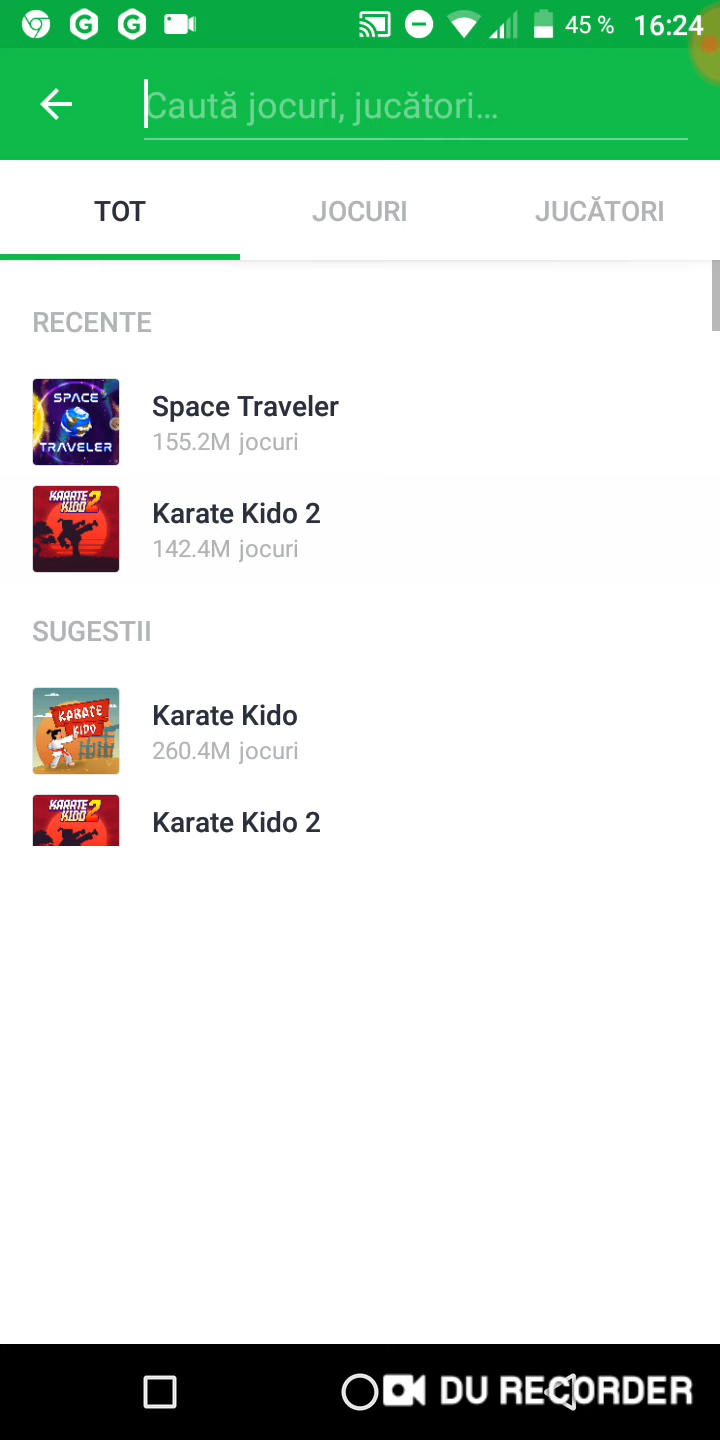 45 % 16:24
Caută jocuri, jucători...
TOT JOCURI JUCĂTORI
RECENTE
SPACE
TRAVELER
Space Traveler
155.2M jocuri
KARATE
KIDO 2
Karate Kido 2
142.4M jocuri
SUGESTII
KARATE
KIDO
Karate Kido
260.4M jocuri
KARATE
KIDO 2
Karate Kido 2
DU RECORDER